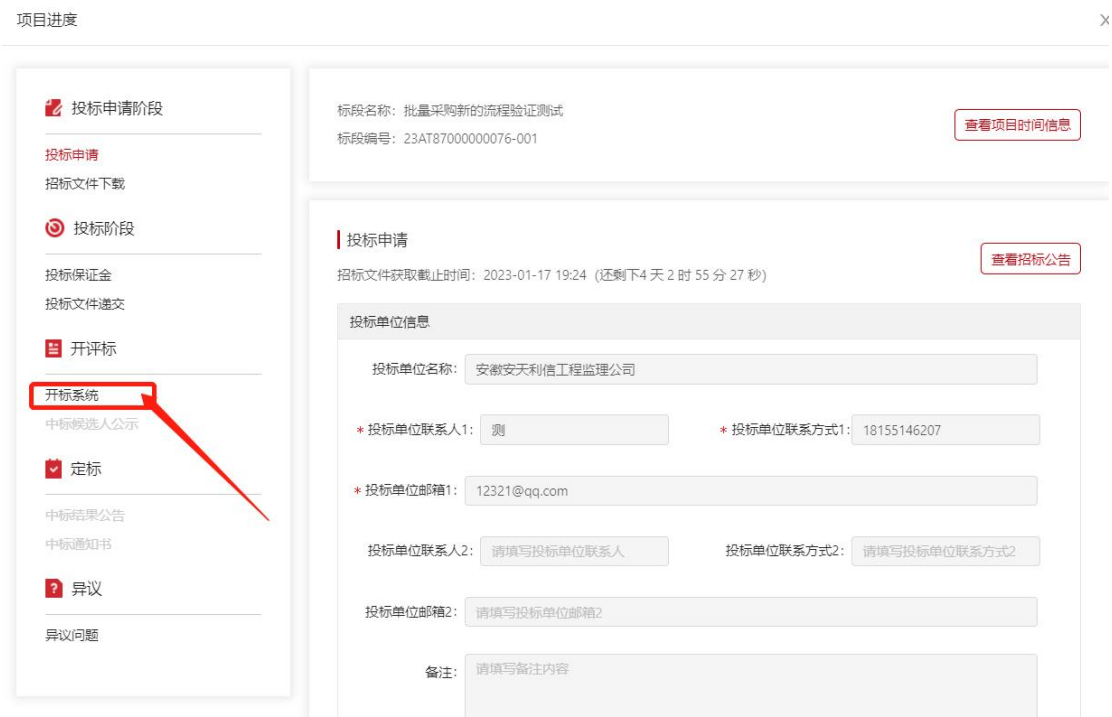 项目进度
X
投标申请阶段
投标申请
招标文件下载
投标阶段
投标保证金
投标文件递交
开评标
开标系统
中标候选人公示
定标
中标结果公告
中标通知书
异议
异议问题
标段名称：批量采购新的流程验证测试
标段编号：23AT87000000076-001
查看项目时间信息
投标申请
查看招标公告
招标文件获取截止时间：2023-01-17 19:24（还剩下4 天 2 时 55 分 27 秒）
投标单位信息
投标单位名称： 安徽安天利信工程监理公司
* 投标单位联系人1： 测 * 投标单位联系方式1： 18155146207
* 投标单位邮箱1： 12321@qq.com
投标单位联系人2： 请填写投标单位联系人 投标单位联系方式2： 请填写投标单位联系方式2
投标单位邮箱2： 请填写投标单位邮箱2
备注： 请填写备注内容